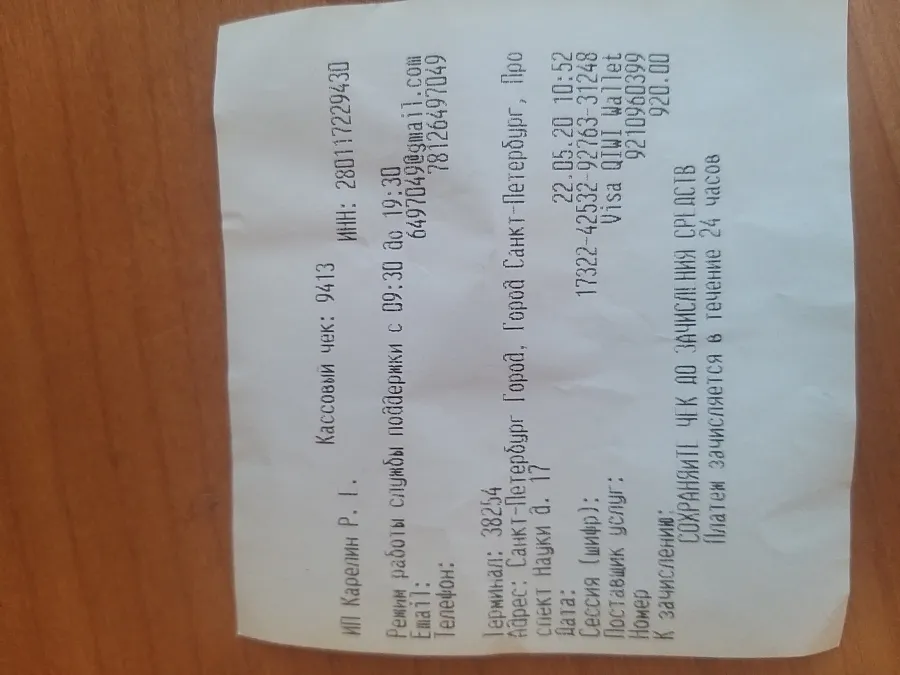 Кассовый чек: 9413
ИП Карелин Р. Г. ИНН: 280117229430
Режим работы службы поддержки с 09:30 до 19:30
Email: 6497049@gmail.com
Телефон: 78126497049
Терминал: 38254
Адрес: Санкт-Петербург Город, Город Санкт-Петербург, Про
спект Науки д. 17
Дата: 22.05.20 10:52
Сессия (шифр): 17322-42532-92763-31248
Поставщик услуг: Visa QIWI Wallet
Номер 9210960399
К зачислению: 920.00
СОХРАНЯЙТЕ ЧЕК ДО ЗАЧИСЛЕНИЯ СРЕДСТВ
Платеж зачисляется в течение 24 часов